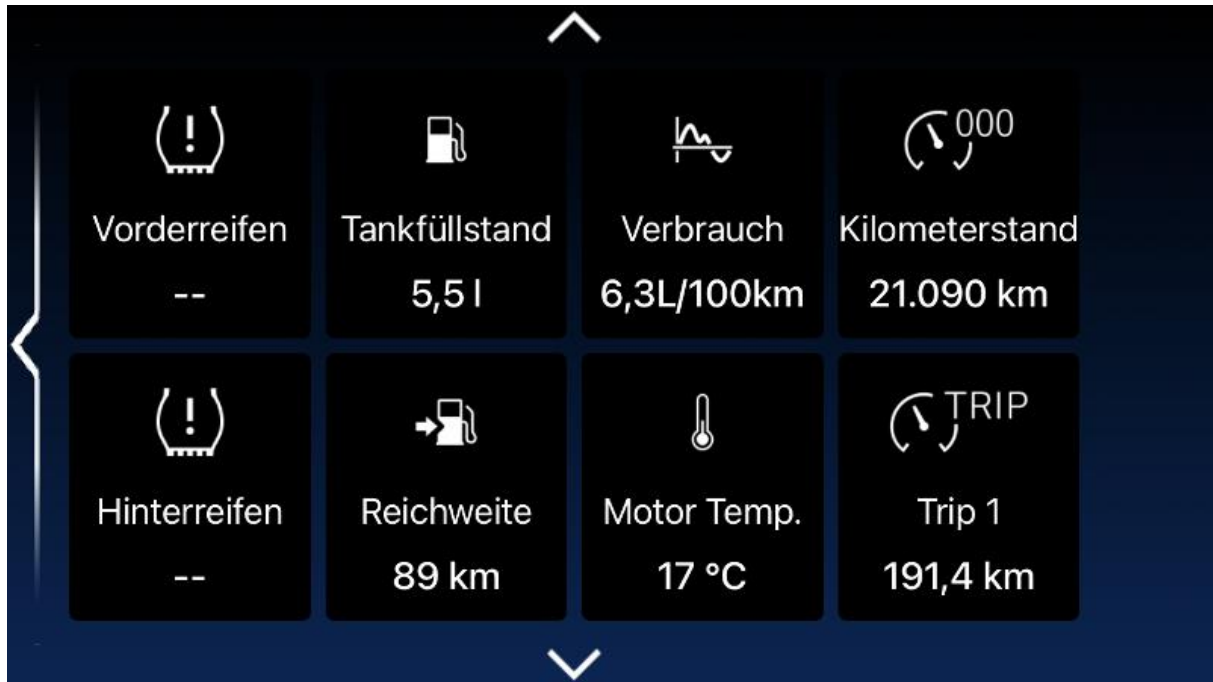 000
Vorderreifen
Tankfüllstand
Verbrauch
Kilometerstand
--
5,5 l
6,3L/100km
21.090 km
TRIP
Hinterreifen
Reichweite
Motor Temp.
Trip 1
--
89 km
17 °C
191,4 km